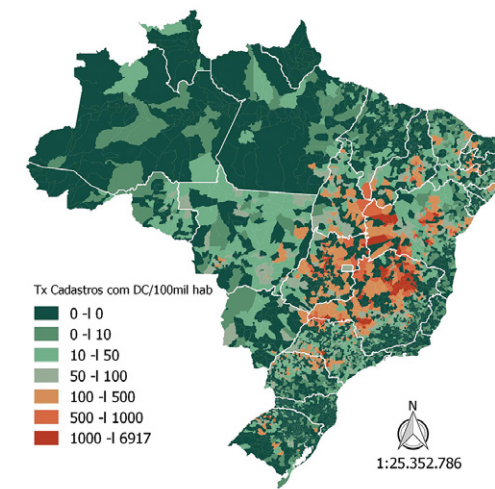 Tx Cadastros com DC/100mil hab
0 -l 0
0 -l 10
10 -l 50
50 -l 100
100 -l 500
500 -l 1000
1000 -l 6917
N
1:25.352.786